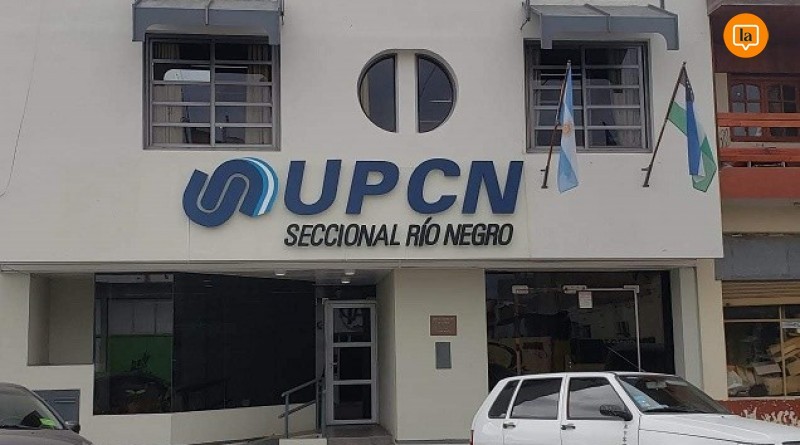 la
UPCN
SECCIONAL RÍO NEGRO